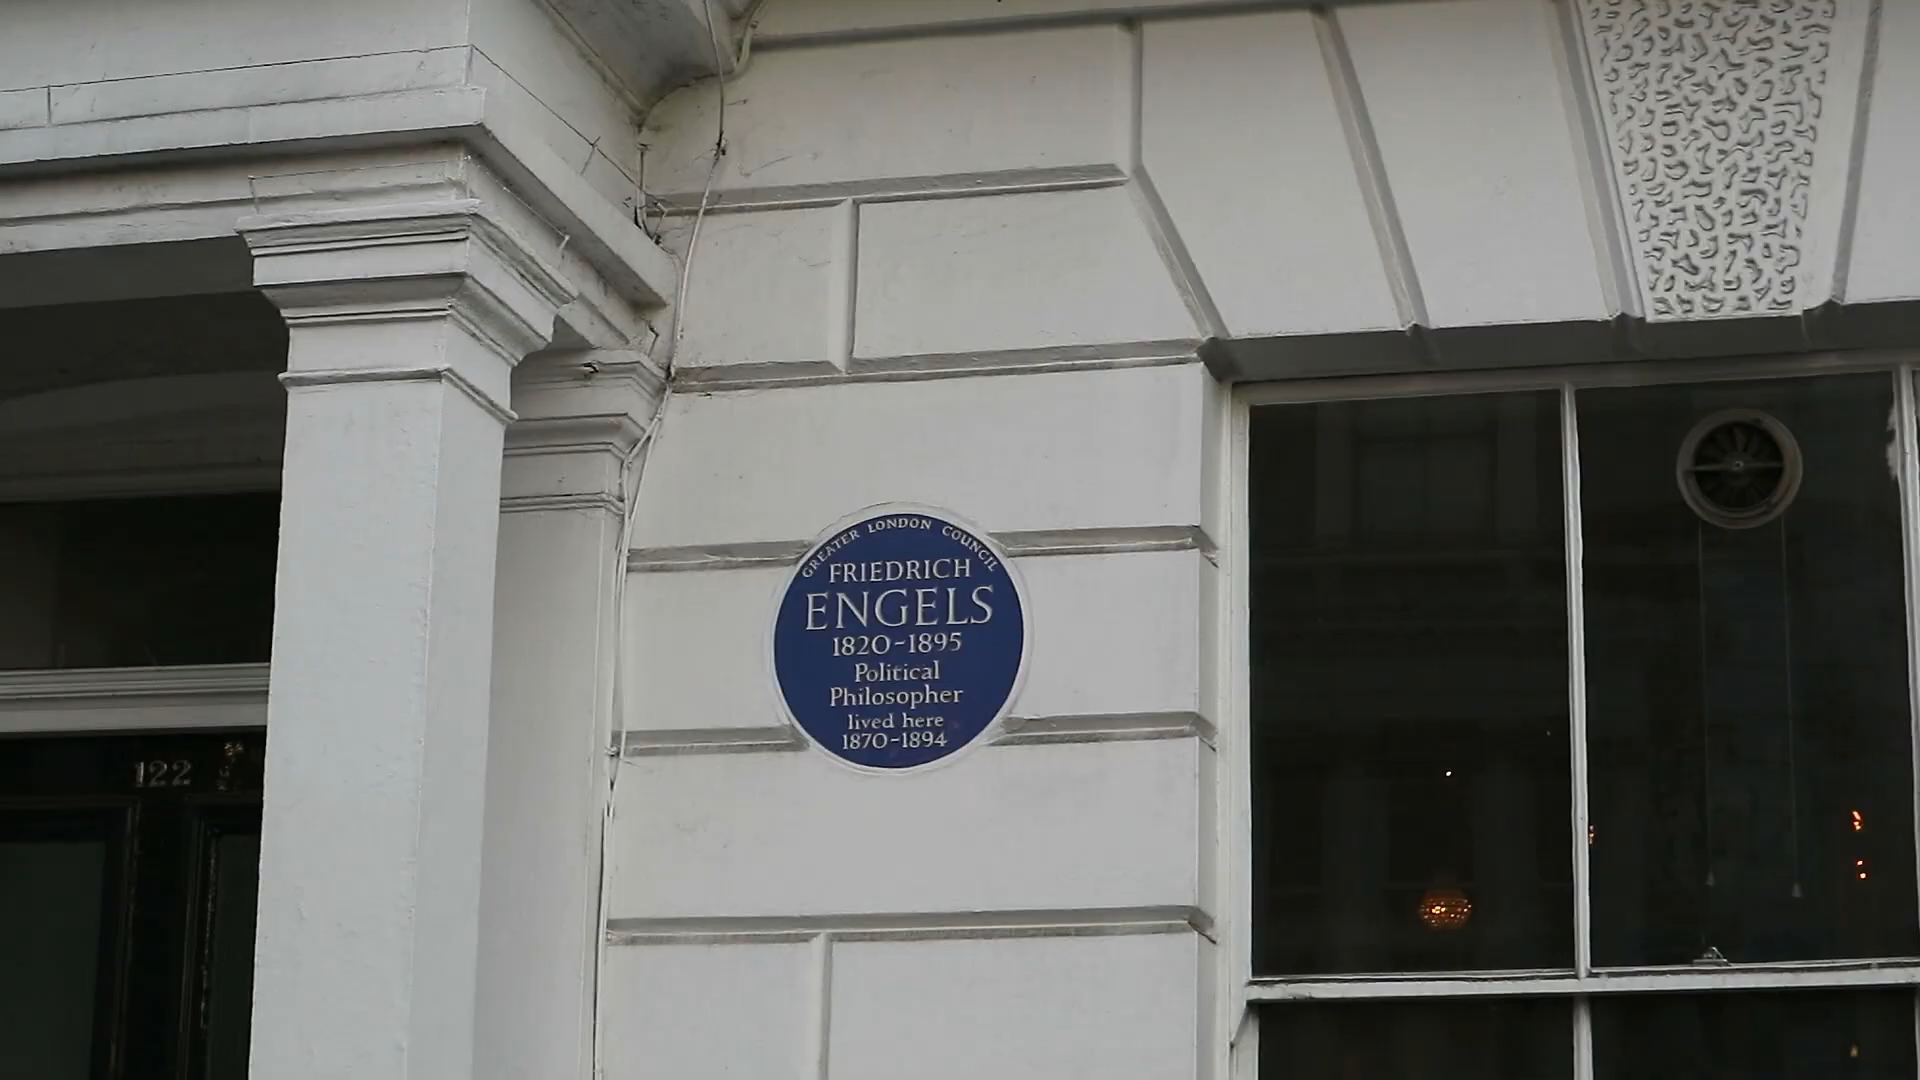 GREATER LONDON COUNCIL
FRIEDRICH
ENGELS
1820-1895
Political
Philosopher
lived here
1870-1894
122